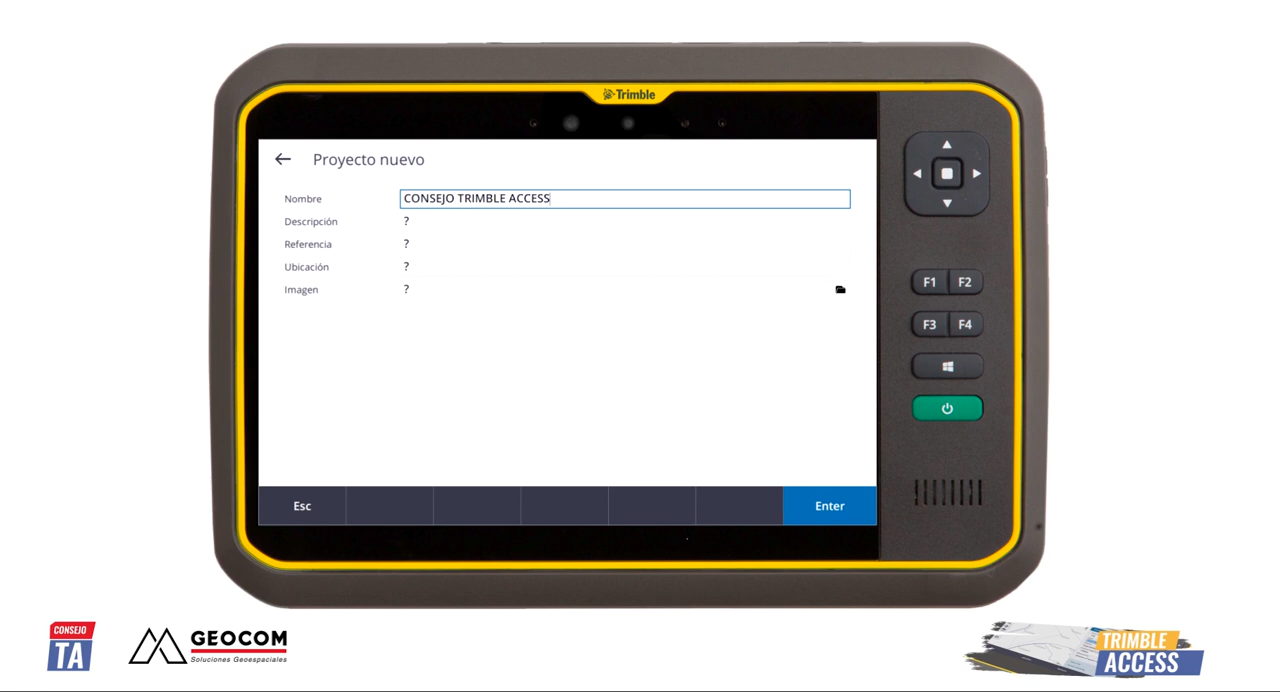 Trimble
Proyecto nuevo
Nombre CONSEJO TRIMBLE ACCESS
Descripción ?
Referencia ?
Ubicación ?
Imagen ?
Esc Enter
F1 F2
F3 F4
CONSEJO
TA
GEOCOM
Soluciones Geoespaciales
TRIMBLE
ACCESS